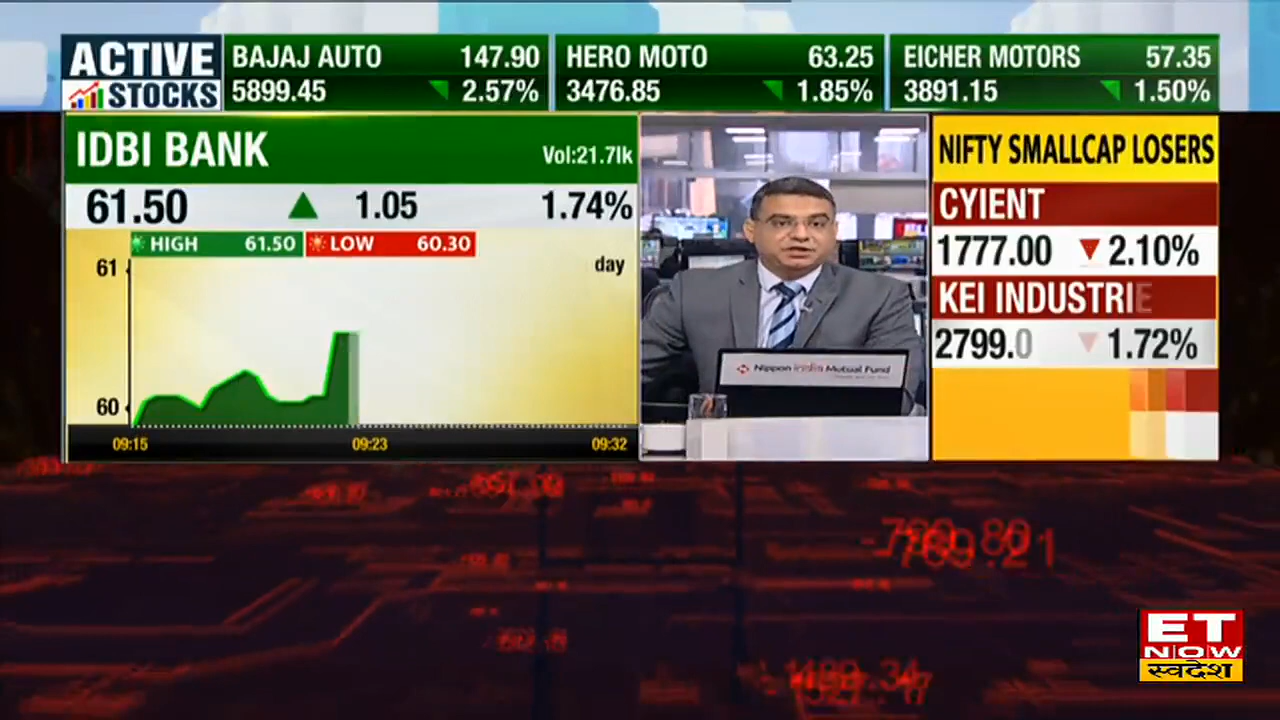 ACTIVE STOCKS
BAJAJ AUTO 147.90
5899.45 2.57%
HERO MOTO 63.25
3476.85 1.85%
EICHER MOTORS 57.35
3891.15 1.50%
IDBI BANK Vol:21.7lk
61.50 1.05 1.74%
HIGH 61.50 LOW 60.30
61 day
60
09:15 09:23 09:32
Nippon india Mutual Fund
NIFTY SMALLCAP LOSERS
CYIENT
1777.00 2.10%
KEI INDUSTRIE
2799.0 1.72%
-769.21
ET
NOW
स्वदेश